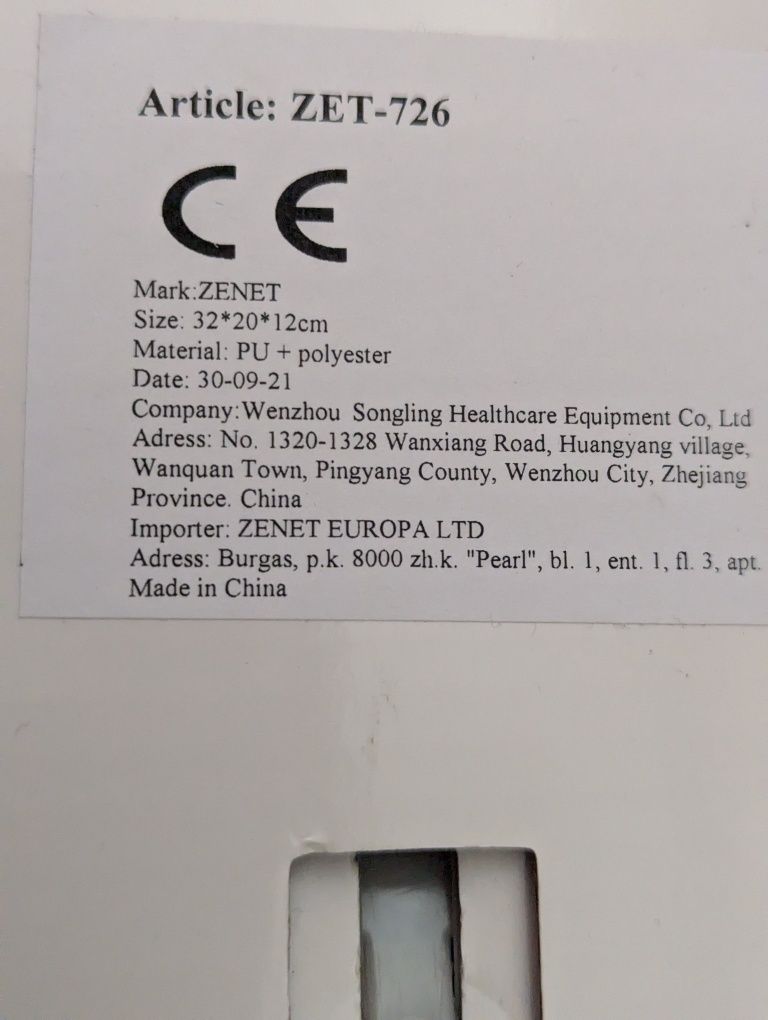 Article: ZET-726
CE
Mark:ZENET
Size: 32*20*12cm
Material: PU + polyester
Date: 30-09-21
Company:Wenzhou Songling Healthcare Equipment Co, Ltd
Adress: No. 1320-1328 Wanxiang Road, Huangyang village,
Wanquan Town, Pingyang County, Wenzhou City, Zhejiang
Province. China
Importer: ZENET EUROPA LTD
Adress: Burgas, p.k. 8000 zh.k. "Pearl", bl. 1, ent. 1, fl. 3, apt.
Made in China